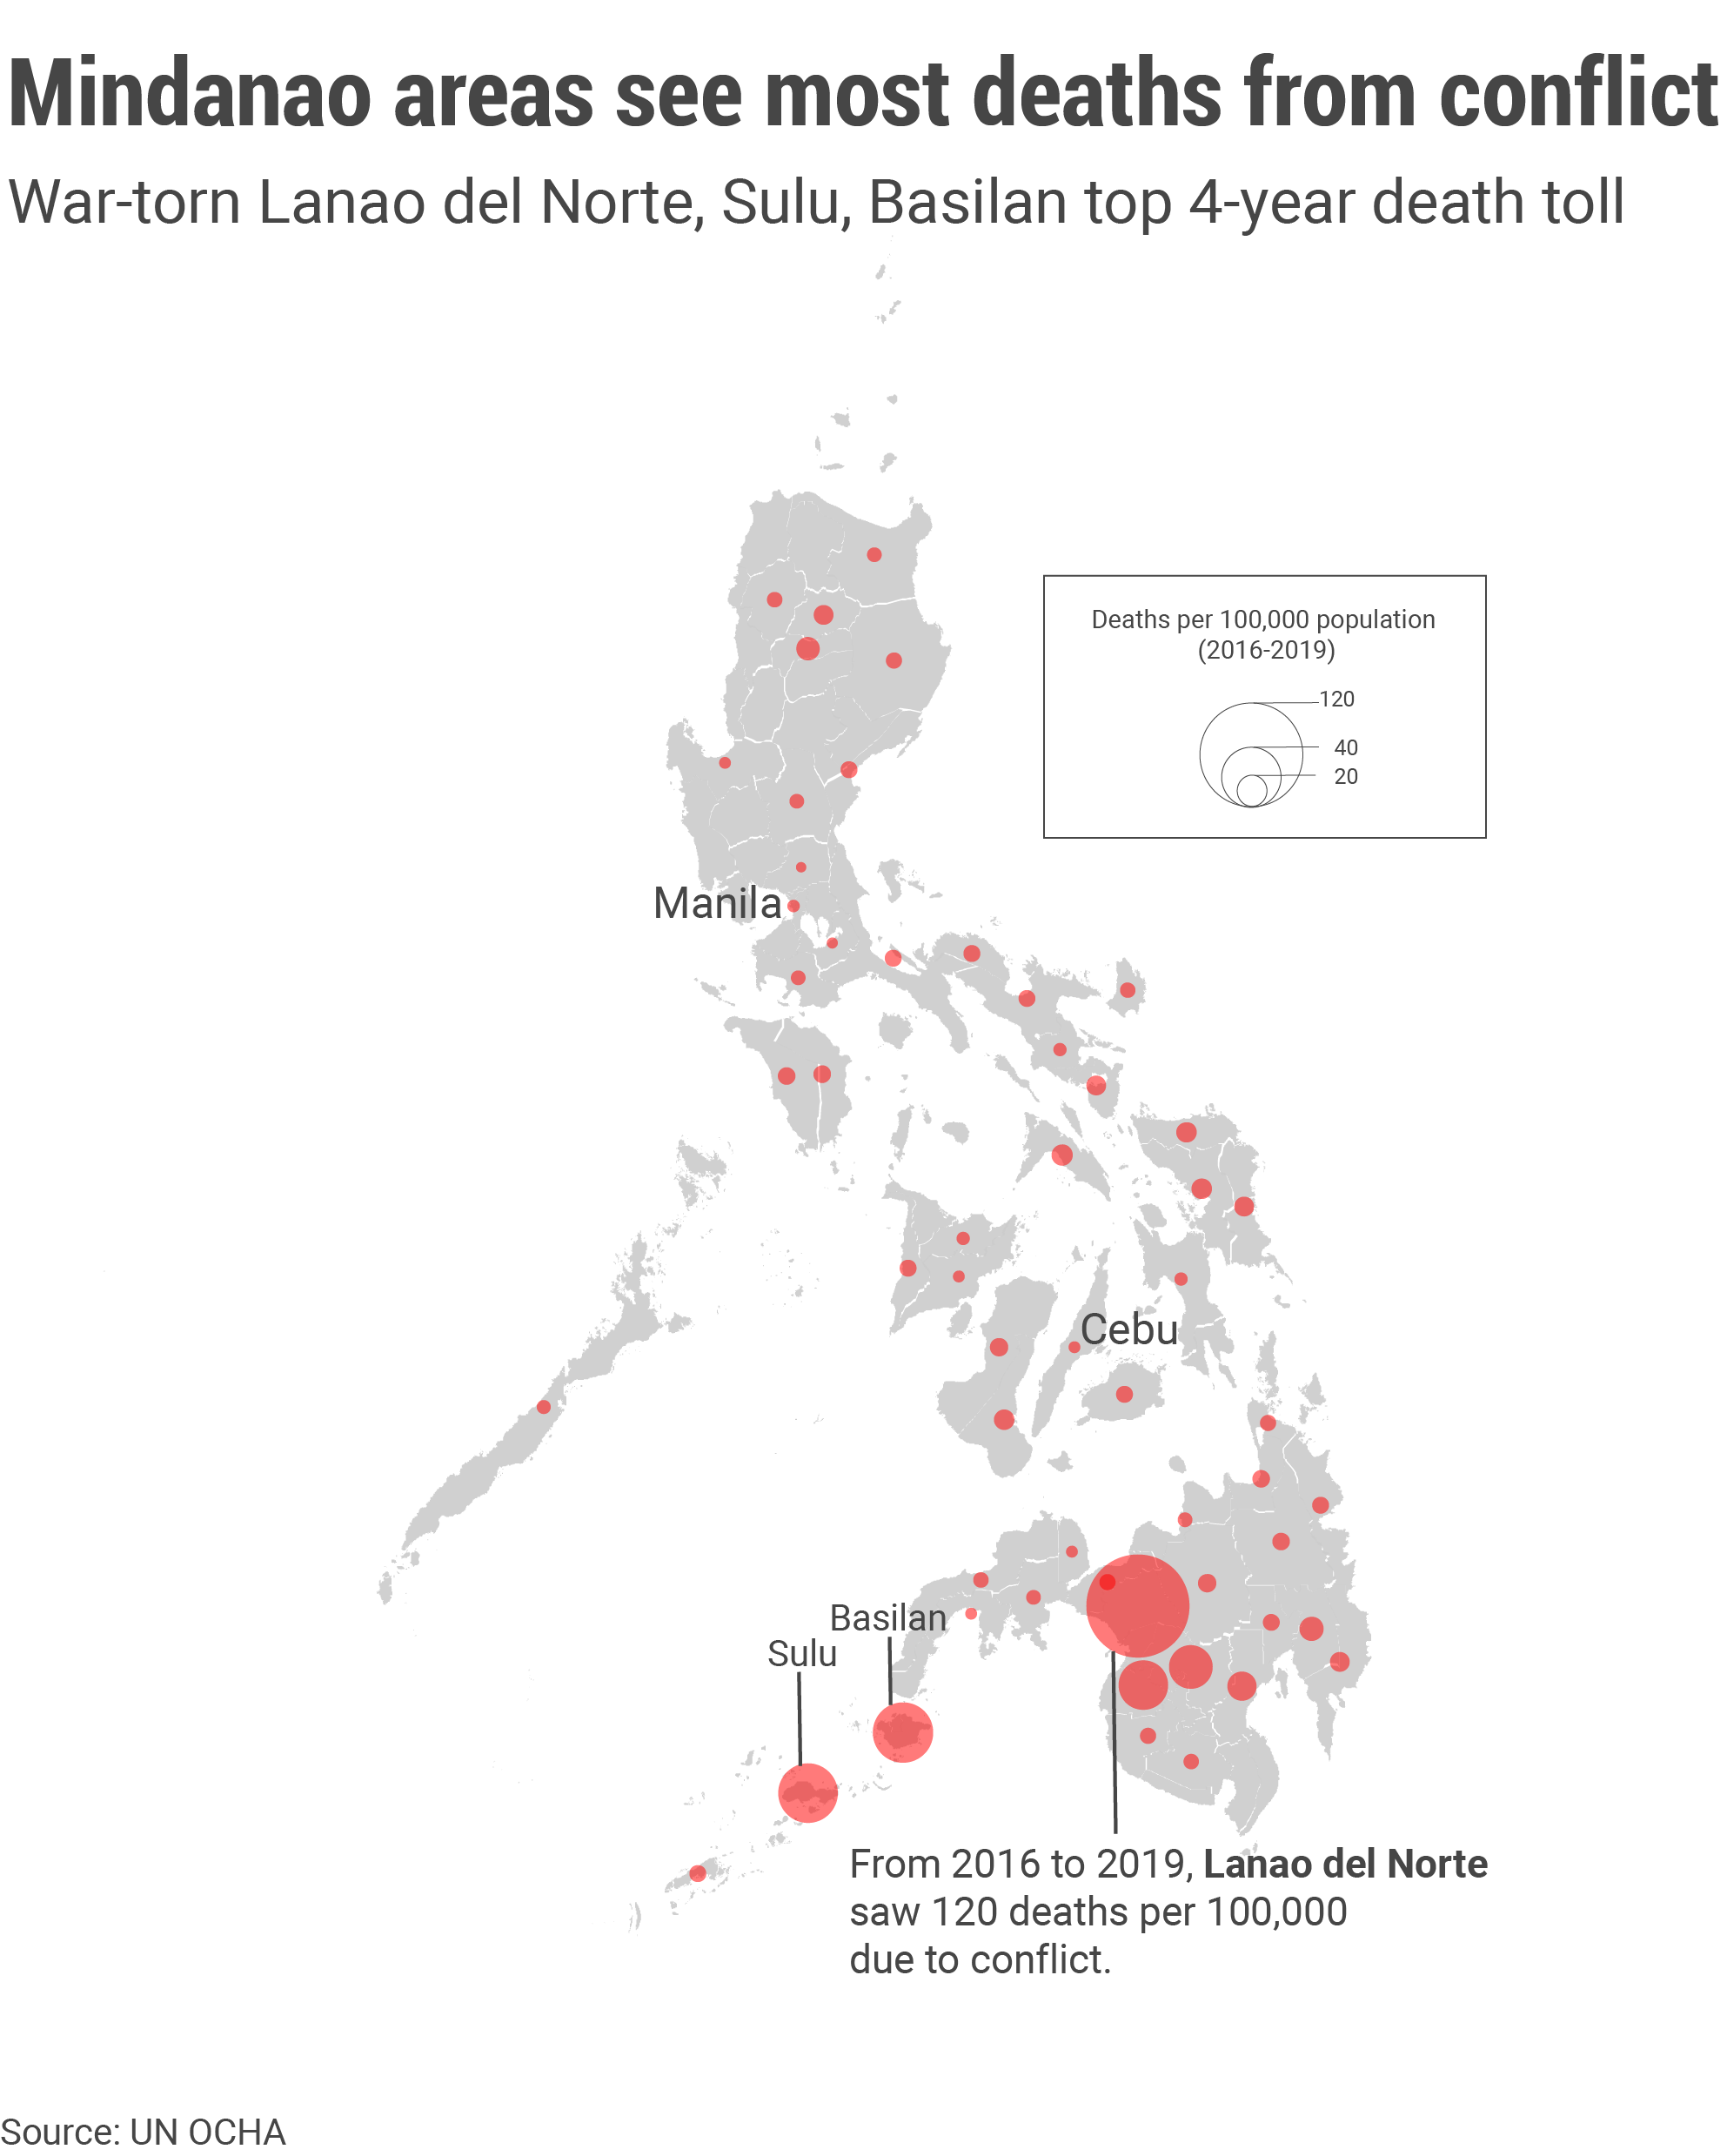 Mindanao areas see most deaths from conflict
War-torn Lanao del Norte, Sulu, Basilan top 4-year death toll
Deaths per 100,000 population
(2016-2019)
120
40
20
Manila
Cebu
Basilan
Sulu
From 2016 to 2019, Lanao del Norte
saw 120 deaths per 100,000
due to conflict.
Source: UN OCHA